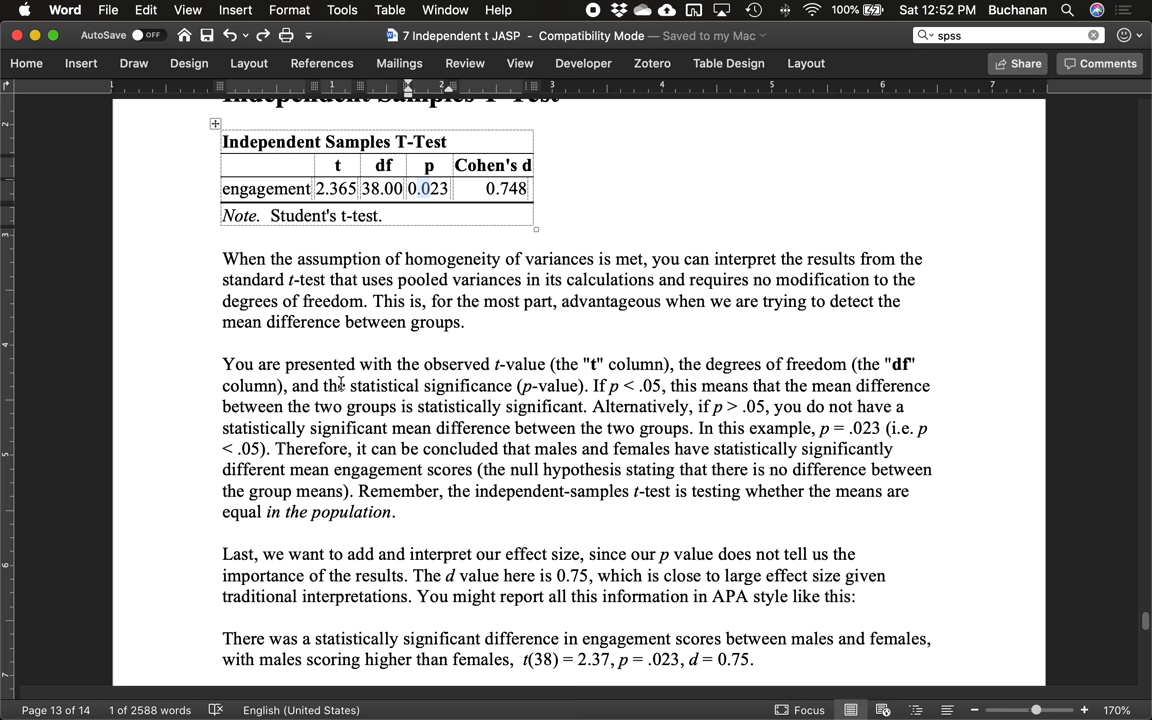 Word File Edit View Insert Format Tools Table Window Help 100% Sat 12:52 PM Buchanan
AutoSave OFF 7 Independent t JASP - Compatibility Mode — Saved to my Mac spss
Home Insert Draw Design Layout References Mailings Review View Developer Zotero Table Design Layout Share Comments
1 1 2 3 4 5 6 7
Independent Samples T-Test
Independent Samples T-Test
t df p Cohen's d
engagement 2.365 38.00 0.023 0.748
Note. Student's t-test.
When the assumption of homogeneity of variances is met, you can interpret the results from the
standard t-test that uses pooled variances in its calculations and requires no modification to the
degrees of freedom. This is, for the most part, advantageous when we are trying to detect the
mean difference between groups.
You are presented with the observed t-value (the "t" column), the degrees of freedom (the "df"
column), and the statistical significance (p-value). If p < .05, this means that the mean difference
between the two groups is statistically significant. Alternatively, if p > .05, you do not have a
statistically significant mean difference between the two groups. In this example, p = .023 (i.e. p
< .05). Therefore, it can be concluded that males and females have statistically significantly
different mean engagement scores (the null hypothesis stating that there is no difference between
the group means). Remember, the independent-samples t-test is testing whether the means are
equal in the population.
Last, we want to add and interpret our effect size, since our p value does not tell us the
importance of the results. The d value here is 0.75, which is close to large effect size given
traditional interpretations. You might report all this information in APA style like this:
There was a statistically significant difference in engagement scores between males and females,
with males scoring higher than females, t(38) = 2.37, p = .023, d = 0.75.
Page 13 of 14 1 of 2588 words English (United States) Focus 170%